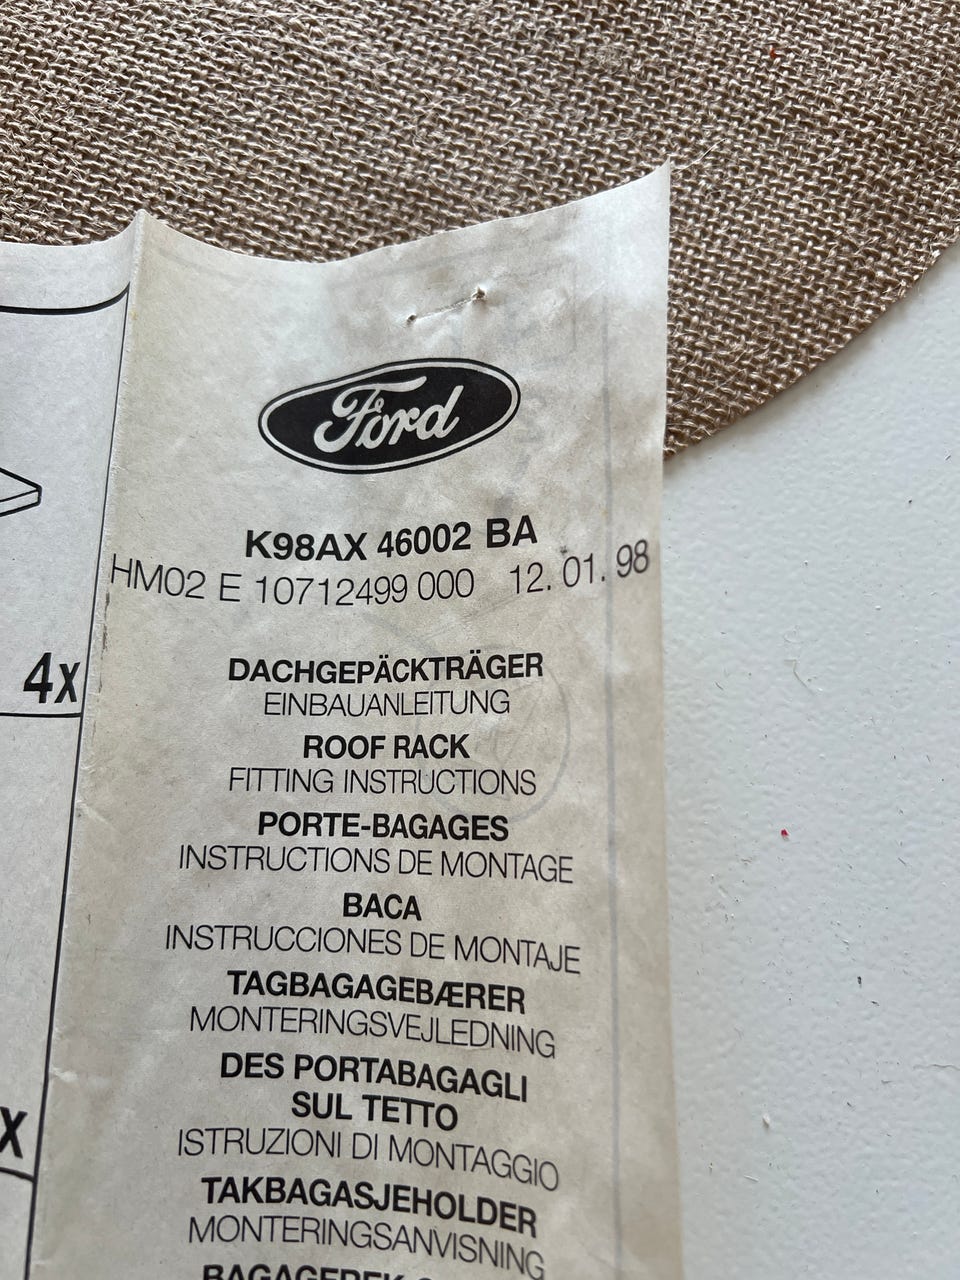 Ford
K98AX 46002 BA
HM02 E 10712499 000 12. 01. 98
4x
DACHGEPÄCKTRÄGER
EINBAUANLEITUNG
ROOF RACK
FITTING INSTRUCTIONS
PORTE-BAGAGES
INSTRUCTIONS DE MONTAGE
BACA
INSTRUCCIONES DE MONTAJE
TAGBAGAGEBÆRER
MONTERINGSVEJLEDNING
DES PORTABAGAGLI
SUL TETTO
x
ISTRUZIONI DI MONTAGGIO
TAKBAGASJEHOLDER
MONTERINGSANVISNING